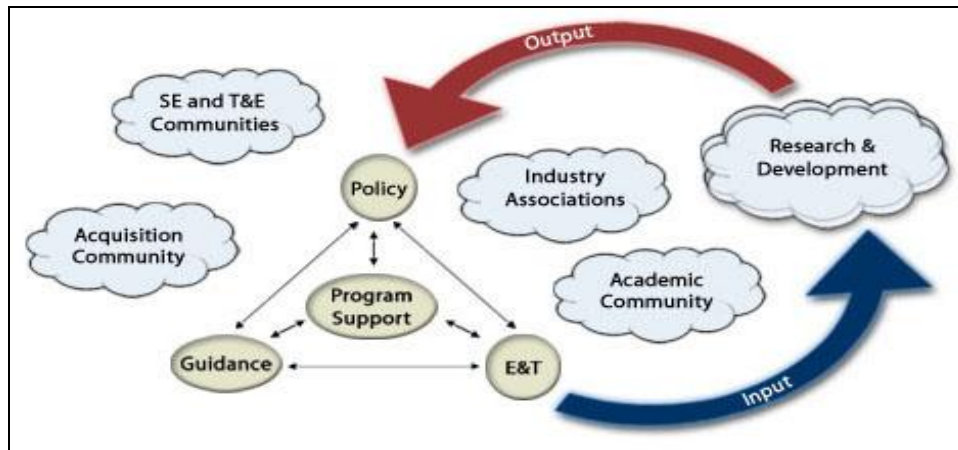 Output
SE and T&E
Communities
Research &
Development
Industry
Associations
Policy
Acquisition
Community
Academic
Community
Program
Support
Guidance
E&T
Input